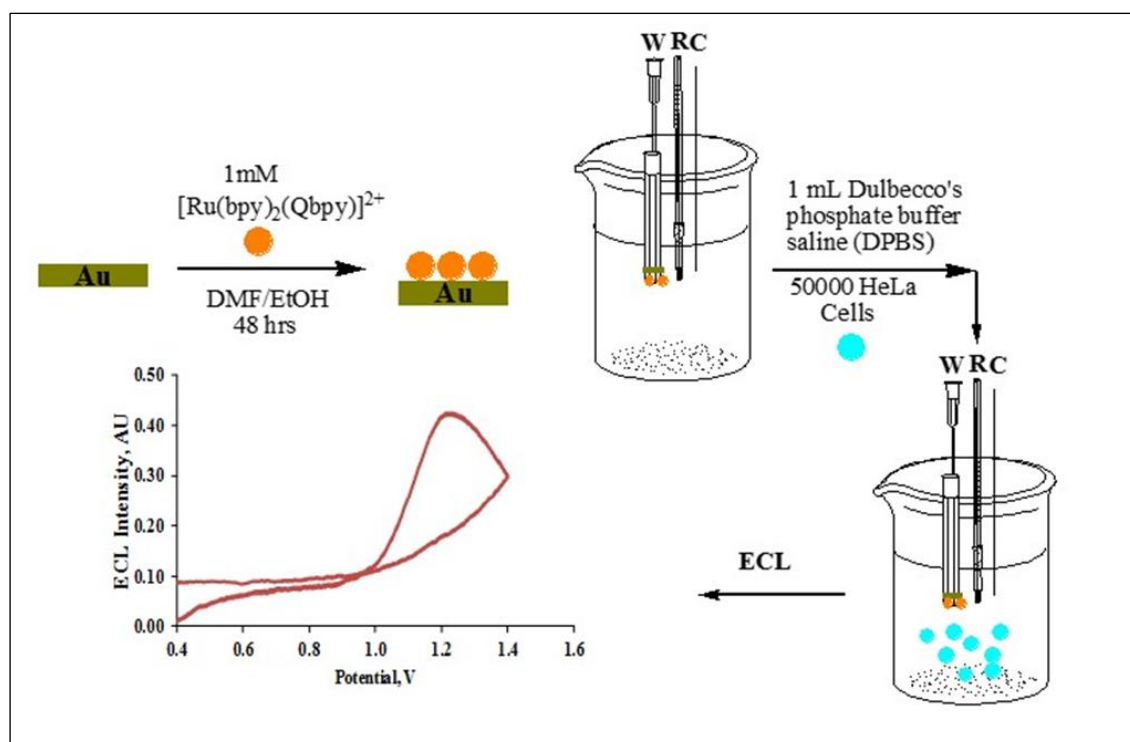 1mM
[Ru(bpy)₂(Qbpy)]²⁺
Au
DMF/EtOH
48 hrs
Au
W RC
1 mL Dulbecco's
phosphate buffer
saline (DPBS)
50000 HeLa
Cells
W R C
ECL
ECL Intensity, AU
0.50
0.40
0.30
0.20
0.10
0.00
0.4 0.6 0.8 1.0 1.2 1.4 1.6
Potential, V